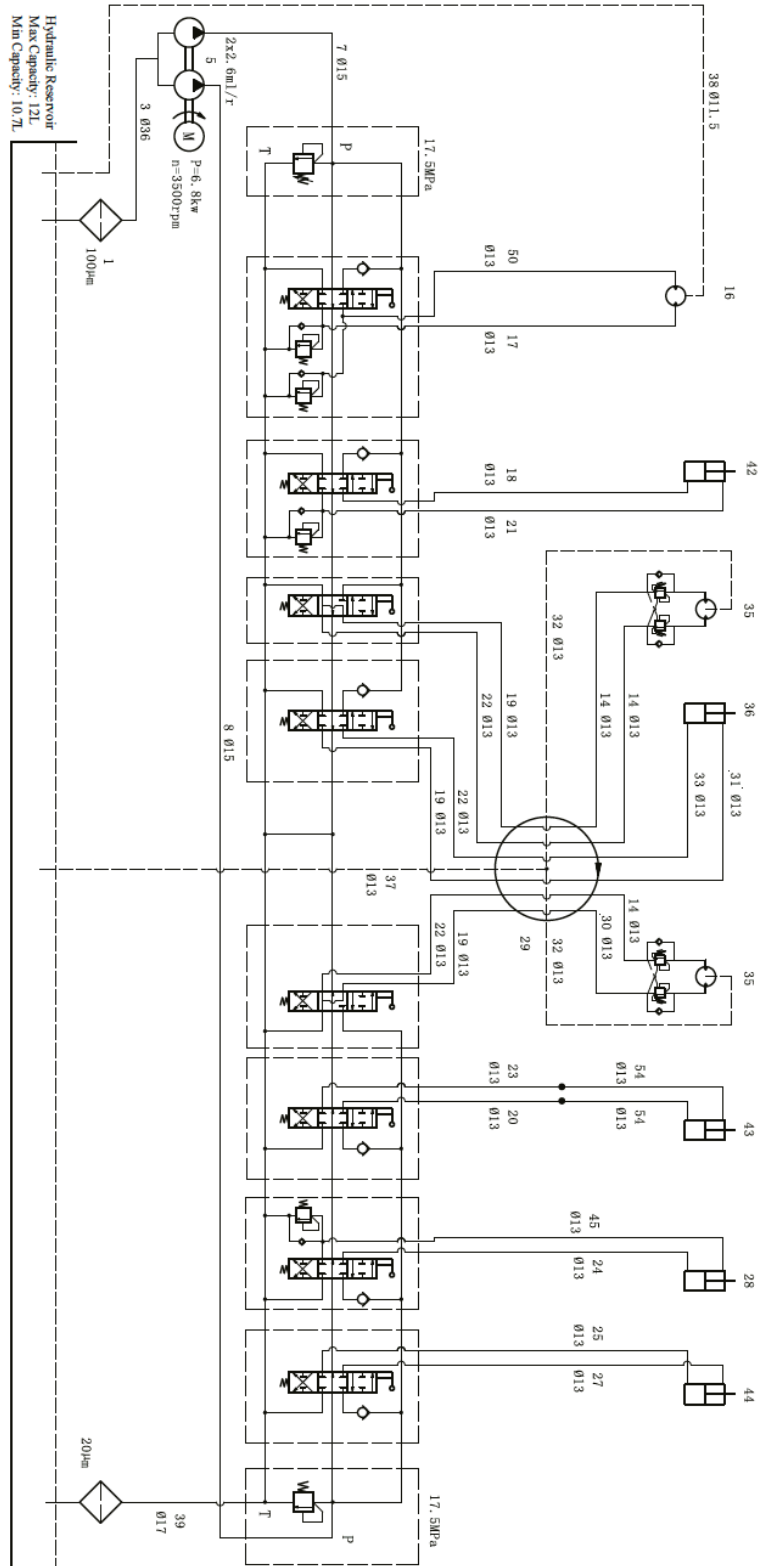 Hydraulic Reservoir
Max Capacity: 12L
Min Capacity: 10.7L
2x2.6ml/r
5
3 Ø36
M
P=6.8kw
n=3500rpm
1
100µm
7 Ø15
38 Ø11.5
17.5MPa
P
T
16
50
Ø13
17
Ø13
42
18
Ø13
21
Ø13
35
32 Ø13
14 Ø13
14 Ø13
19 Ø13
22 Ø13
36
.31 Ø13
33 Ø13
22 Ø13
19 Ø13
8 Ø15
37
Ø13
29
35
14 Ø13
.30 Ø13
32 Ø13
19 Ø13
22 Ø13
43
54
Ø13
54
Ø13
23
Ø13
20
Ø13
28
45
Ø13
24
Ø13
44
25
Ø13
27
Ø13
17.5MPa
P
T
39
Ø17
20µm